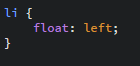 li {
    float: left;
}